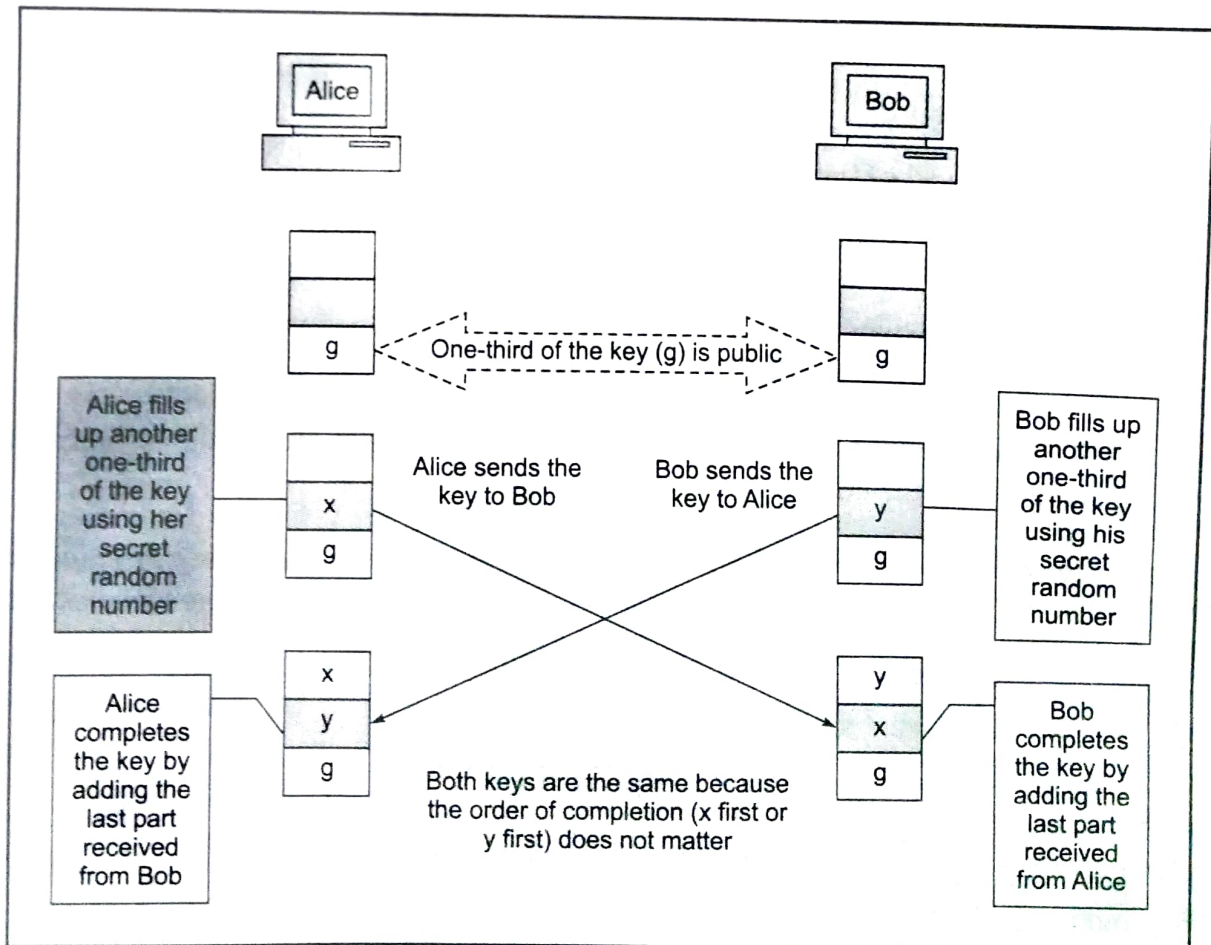 Alice
Bob
g
One-third of the key (g) is public
g
Alice fills
up another
one-third
of the key
using her
secret
random
number
x
g
Alice sends the
key to Bob
Bob sends the
key to Alice
y
g
Bob fills up
another
one-third
of the key
using his
secret
random
number
Alice
completes
the key by
adding the
last part
received
from Bob
x
y
g
Both keys are the same because
the order of completion (x first or
y first) does not matter
y
x
g
Bob
completes
the key by
adding the
last part
received
from Alice